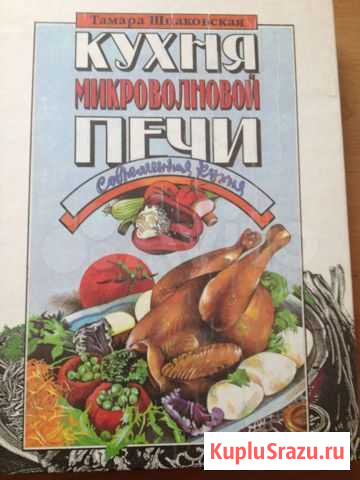 Тамара Шпаковская
КУХНЯ
МИКРОВОЛНОВОЙ
ПЕЧИ
Современная кухня
KupluSrazu.ru